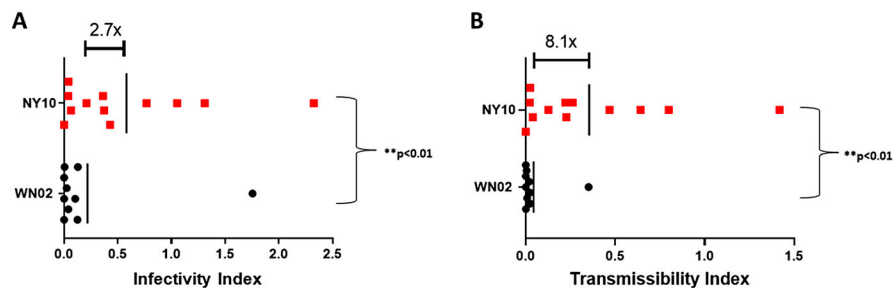 A
2.7x
NY10
WN02
**p<0.01
0.0 0.5 1.0 1.5 2.0 2.5
Infectivity Index
B
8.1x
NY10
WN02
**p<0.01
0.0 0.5 1.0 1.5
Transmissibility Index